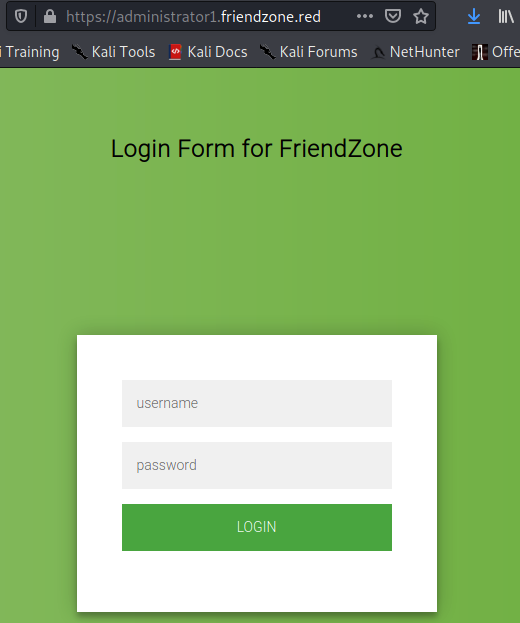 https://administrator1.friendzone.red
i Training Kali Tools Kali Docs Kali Forums NetHunter Offe
Login Form for FriendZone
username
password
LOGIN